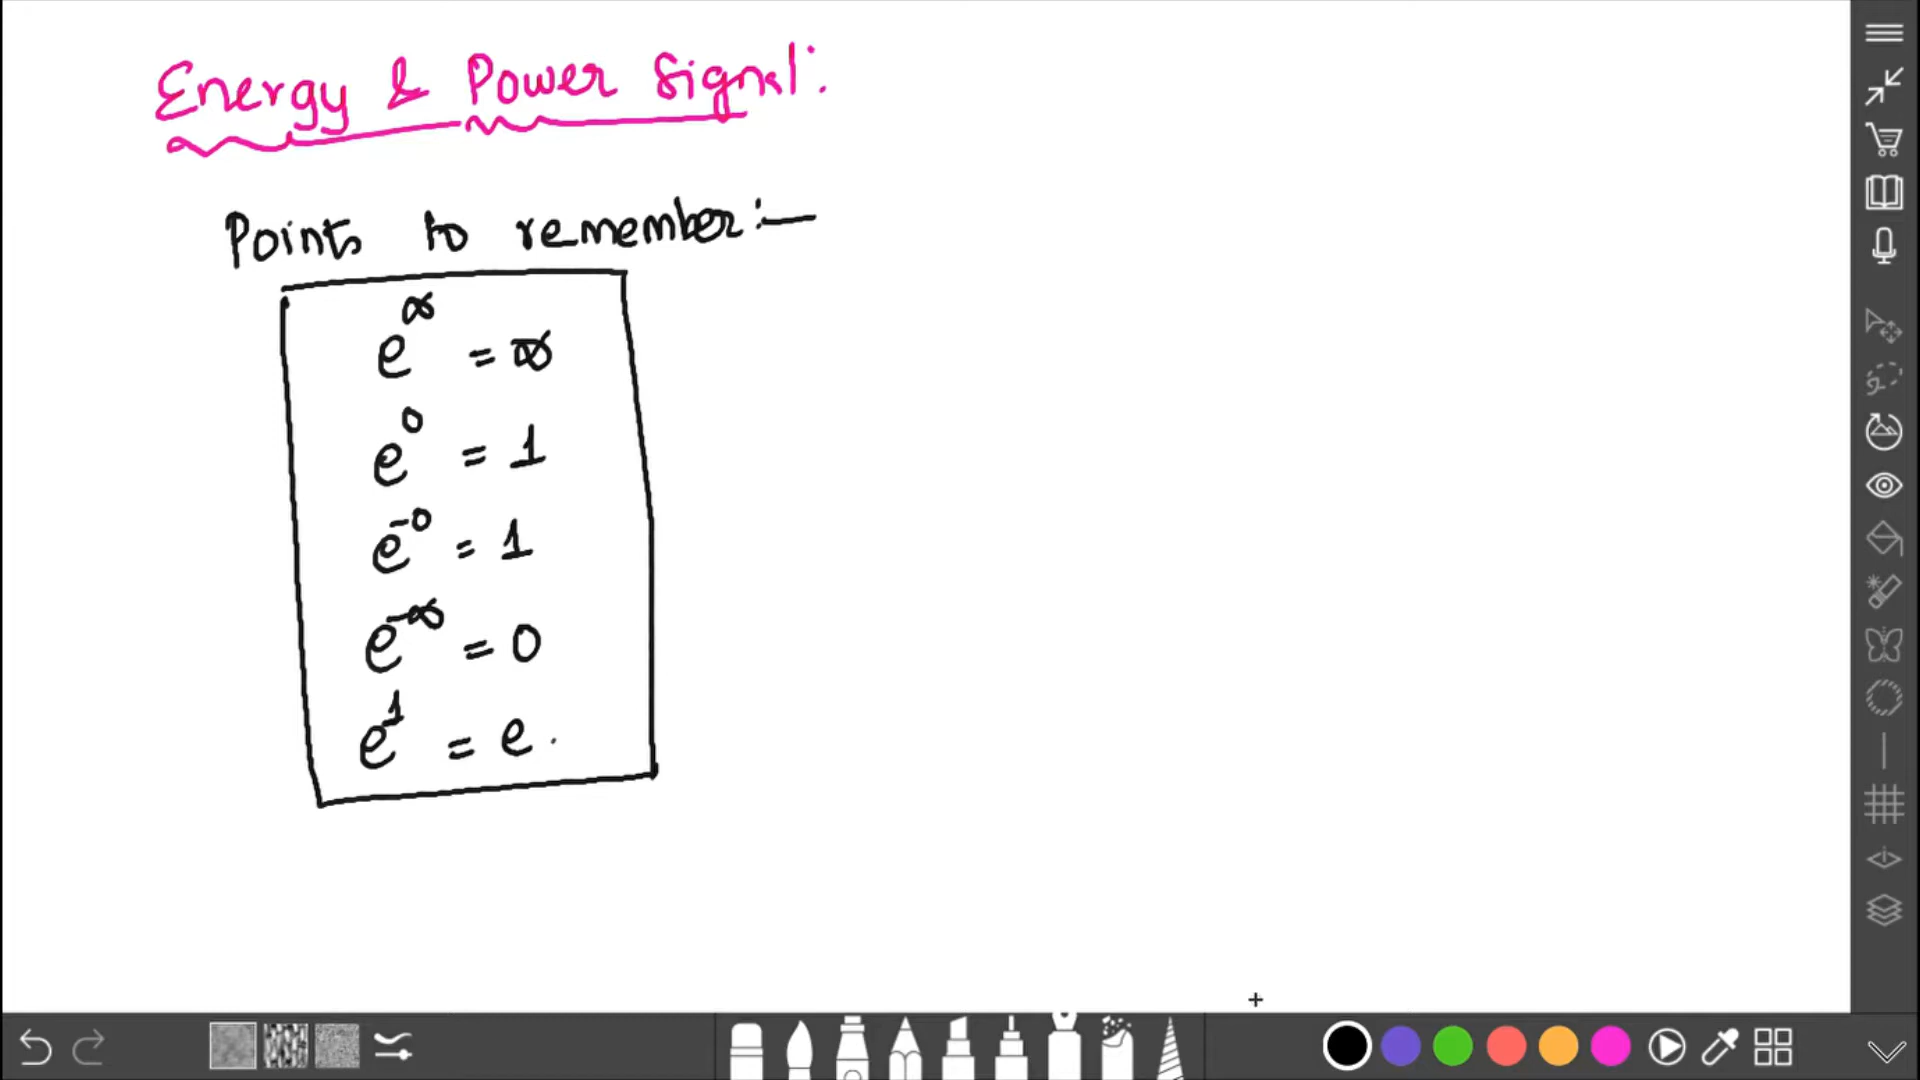 Energy & Power Signal:
Points to remember:—
e^∞ = ∞
e^0 = 1
e^-0 = 1
e^-∞ = 0
e^1 = e.